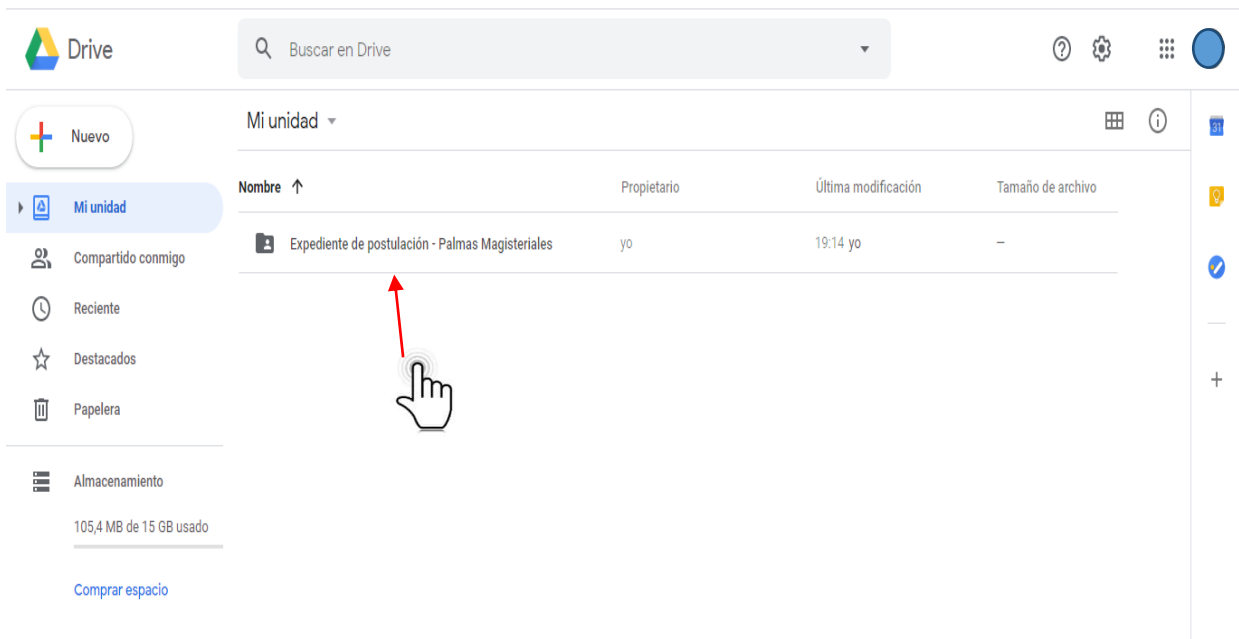 Drive
Buscar en Drive
Nuevo
Mi unidad
Nombre Propietario Última modificación Tamaño de archivo
Expediente de postulación - Palmas Magisteriales yo 19:14 yo –
Mi unidad
Compartido conmigo
Reciente
Destacados
Papelera
Almacenamiento
105,4 MB de 15 GB usado
Comprar espacio
31